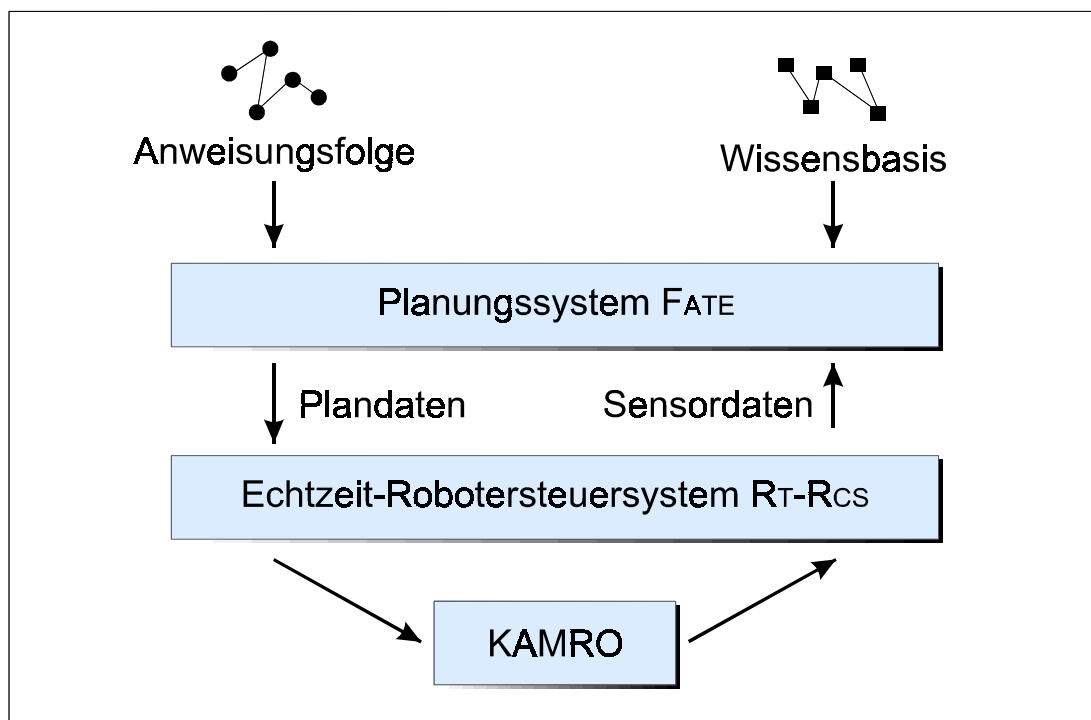 Anweisungsfolge
Wissensbasis
Planungssystem FATE
Plandaten
Sensordaten
Echtzeit-Robotersteuersystem RT-RCS
KAMRO